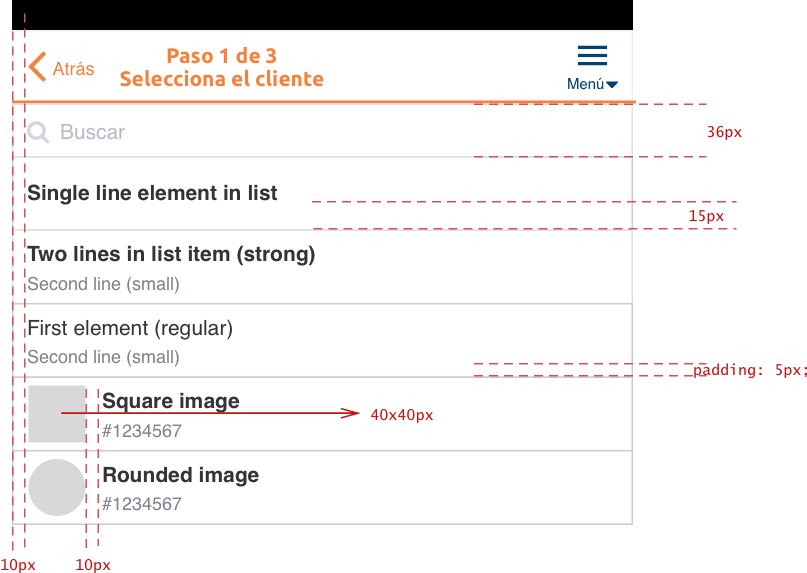 Paso 1 de 3
Selecciona el cliente
Atrás
Menú
Buscar
36px
Single line element in list
15px
Two lines in list item (strong)
Second line (small)
First element (regular)
Second line (small)
padding: 5px;
Square image
#1234567
40x40px
Rounded image
#1234567
10px
10px